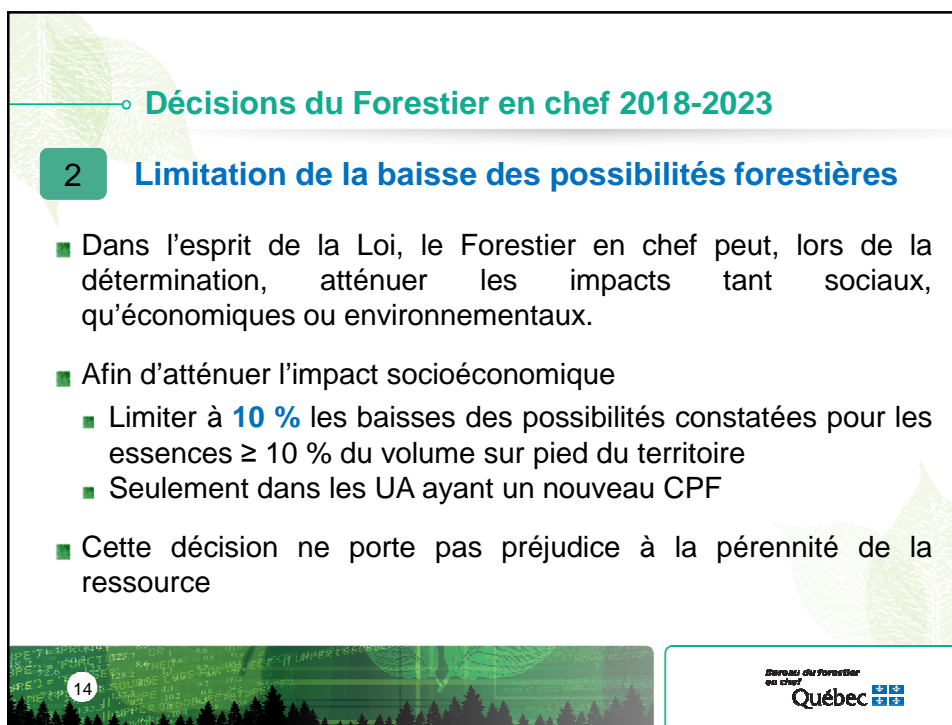 Décisions du Forestier en chef 2018-2023
2 Limitation de la baisse des possibilités forestières
Dans l’esprit de la Loi, le Forestier en chef peut, lors de la
détermination, atténuer les impacts tant sociaux,
qu’économiques ou environnementaux.
Afin d’atténuer l’impact socioéconomique
Limiter à 10 % les baisses des possibilités constatées pour les
essences ≥ 10 % du volume sur pied du territoire
Seulement dans les UA ayant un nouveau CPF
Cette décision ne porte pas préjudice à la pérennité de la
ressource
14
Bureau du forestier
en chef
Québec